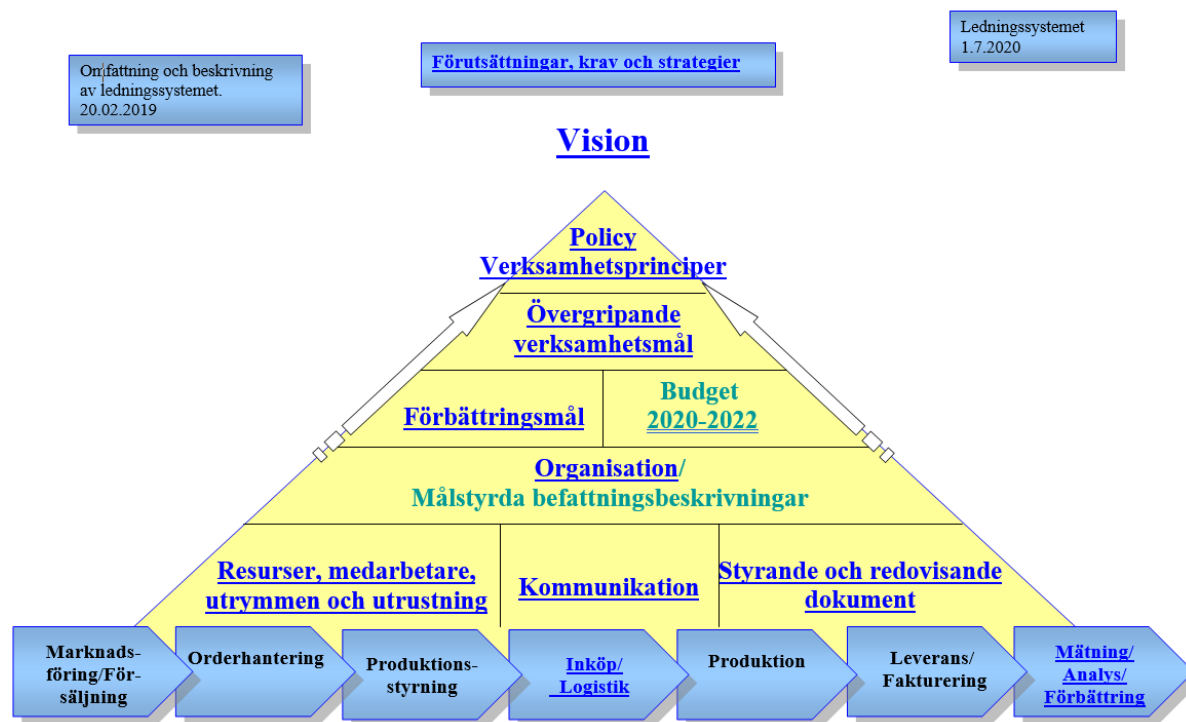 Ledningssystemet
1.7.2020
Omfattning och beskrivning
av ledningssystemet.
20.02.2019
Förutsättningar, krav och strategier
Vision
Policy
Verksamhetsprinciper
Övergripande
verksamhetsmål
Förbättringsmål
Budget
2020-2022
Organisation/
Målstyrda befattningsbeskrivningar
Resurser, medarbetare,
utrymmen och utrustning
Kommunikation
Styrande och redovisande
dokument
Marknads-
föring/För-
säljning
Orderhantering
Produktions-
styrning
Inköp/
Logistik
Produktion
Leverans/
Fakturering
Mätning/
Analys/
Förbättring